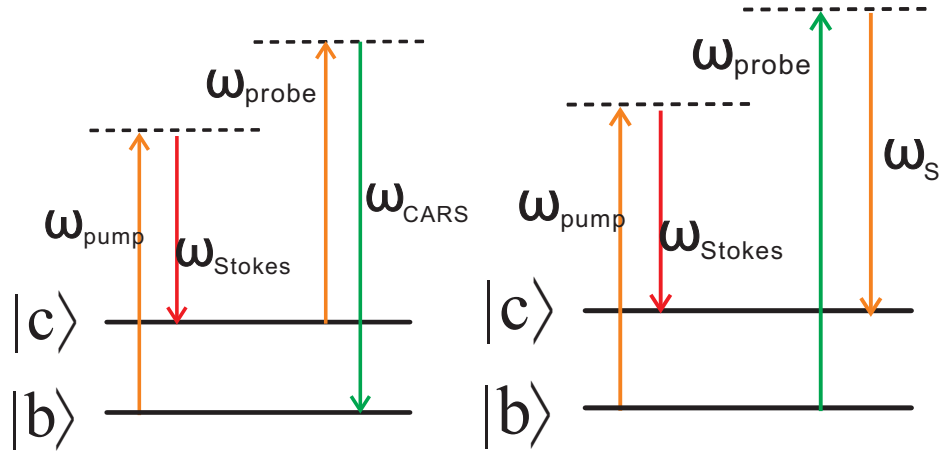 ωprobe
ωpump
ωStokes
ωCARS
|c⟩
|b⟩
ωprobe
ωS
ωpump
ωStokes
|c⟩
|b⟩